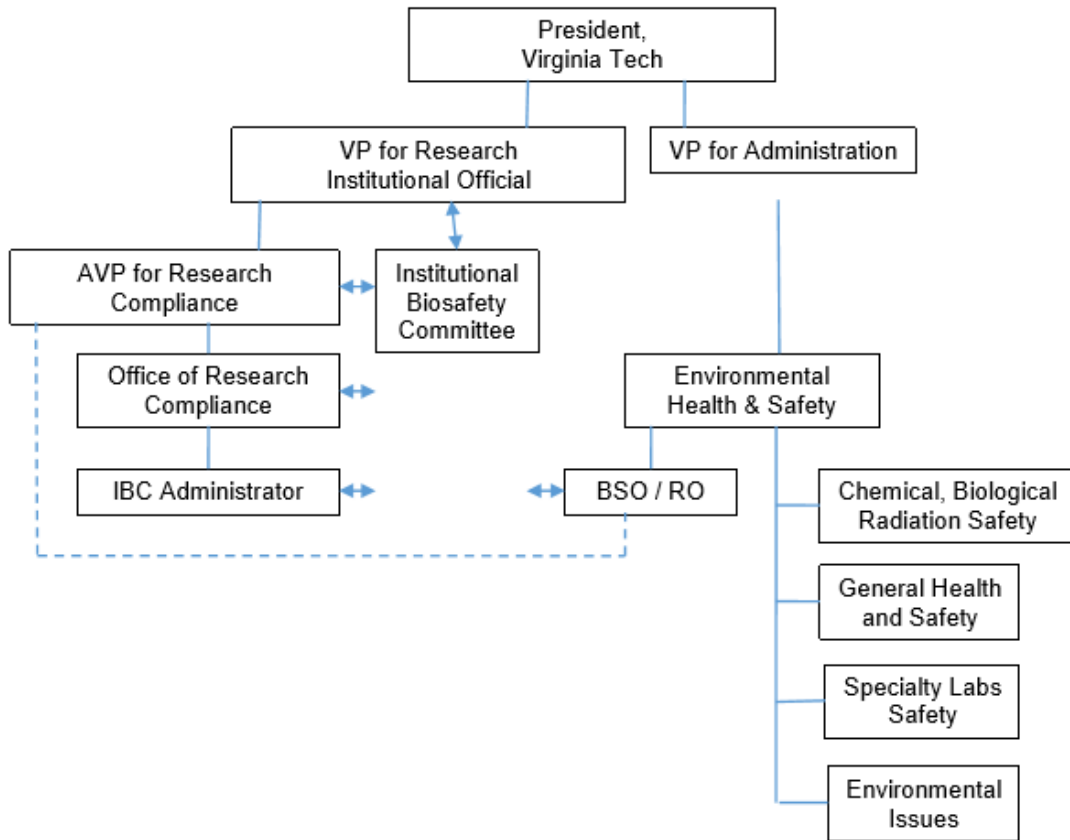 President,
Virginia Tech
VP for Research
Institutional Official
VP for Administration
AVP for Research
Compliance
Institutional
Biosafety
Committee
Office of Research
Compliance
Environmental
Health & Safety
IBC Administrator
BSO / RO
Chemical, Biological
Radiation Safety
General Health
and Safety
Specialty Labs
Safety
Environmental
Issues